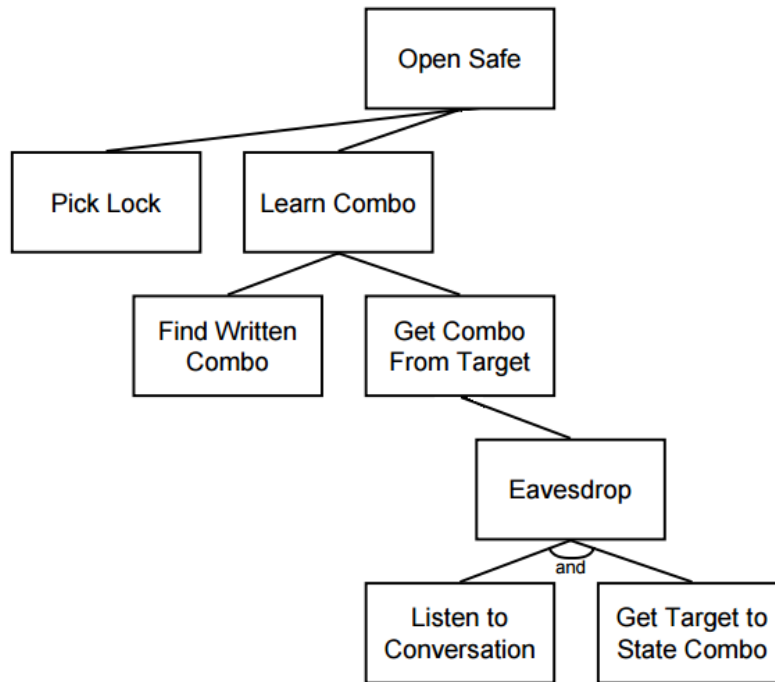 Open Safe
Pick Lock
Learn Combo
Find Written
Combo
Get Combo
From Target
Eavesdrop
and
Listen to
Conversation
Get Target to
State Combo